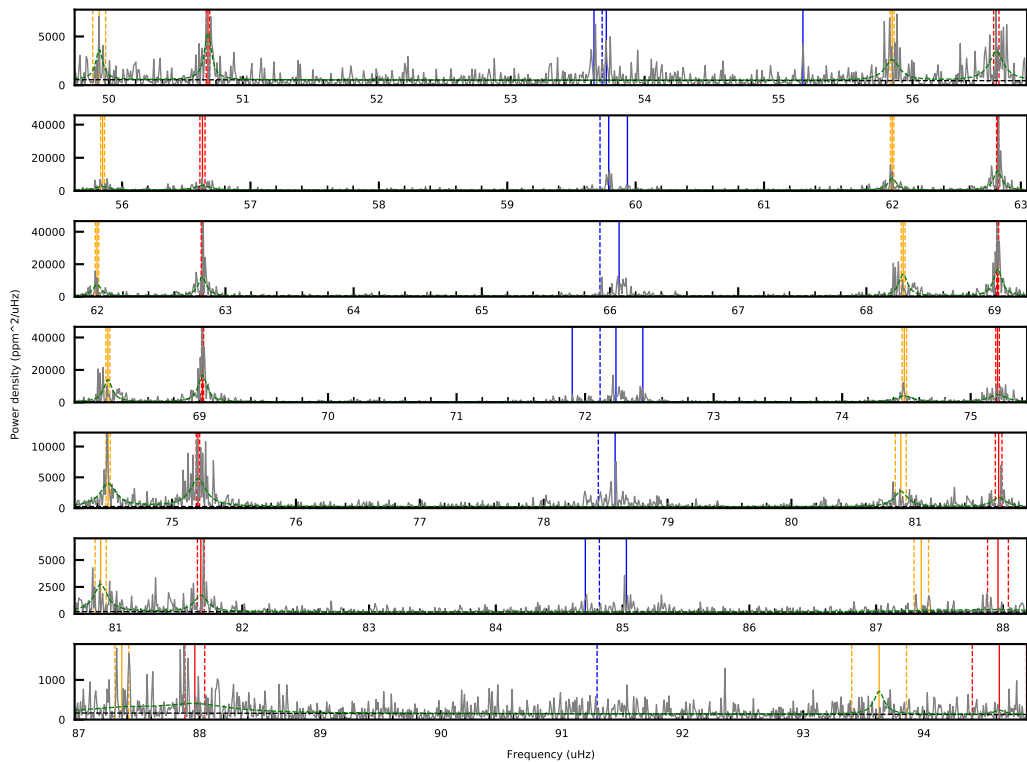 5000
0
50 51 52 53 54 55 56
40000
20000
0
56 57 58 59 60 61 62 63
40000
20000
0
62 63 64 65 66 67 68 69
40000
20000
0
69 70 71 72 73 74 75
10000
5000
0
75 76 77 78 79 80 81
5000
2500
0
81 82 83 84 85 86 87 88
1000
0
87 88 89 90 91 92 93 94
Power density (ppm^2/uHz)
Frequency (uHz)